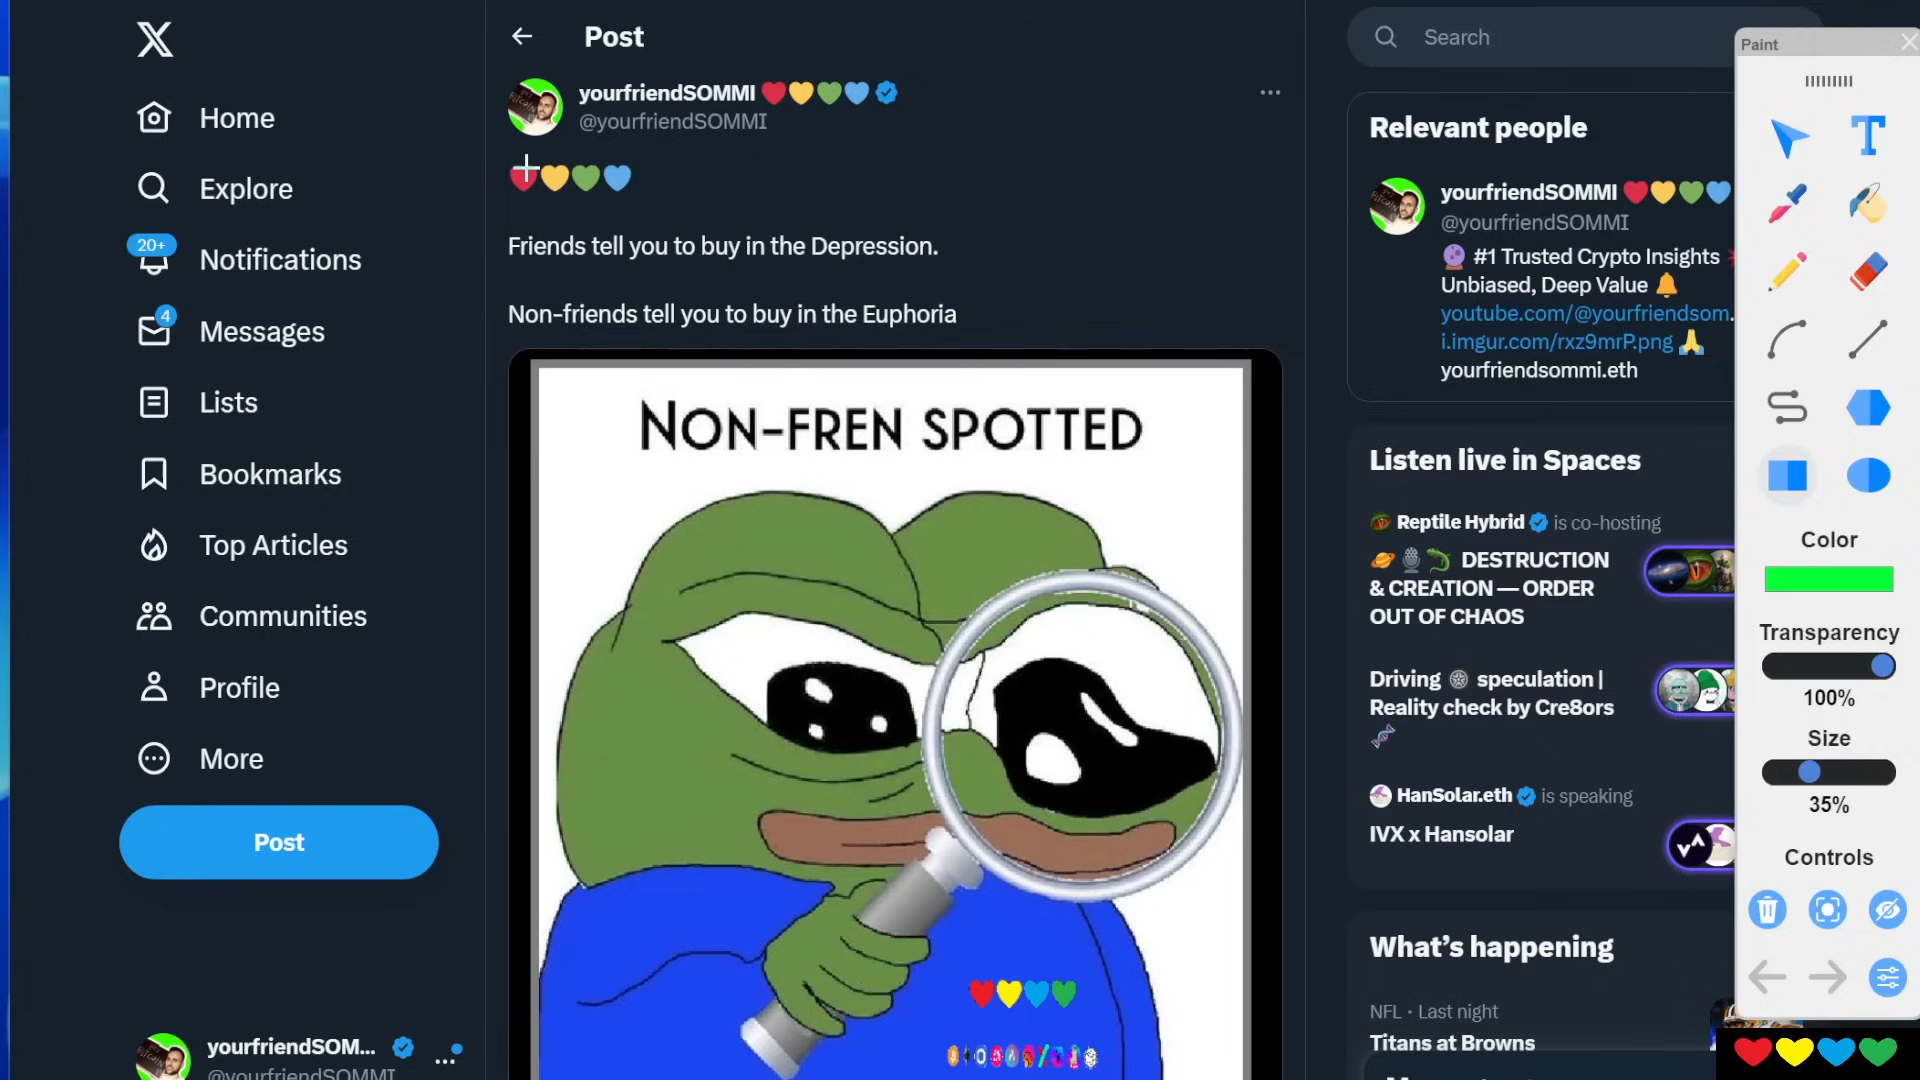 Post
Search
Paint
yourfriendSOMMI ❤️💛💚💙
@yourfriendSOMMI
❤️💛💚💙
Friends tell you to buy in the Depression.
Non-friends tell you to buy in the Euphoria
NON-FREN SPOTTED
Home
Explore
20+
Notifications
4
Messages
Lists
Bookmarks
Top Articles
Communities
Profile
More
Post
yourfriendSOM...
@yourfriendSOMMI
Relevant people
yourfriendSOMMI ❤️💛💚💙
@yourfriendSOMMI
🔮 #1 Trusted Crypto Insights
Unbiased, Deep Value 🔔
youtube.com/@yourfriendsom.
i.imgur.com/rxz9mrP.png 🙏
yourfriendsommi.eth
Listen live in Spaces
Reptile Hybrid is co-hosting
🪐 🎙️ 🦎 DESTRUCTION
& CREATION — ORDER
OUT OF CHAOS
Driving speculation |
Reality check by Cre8ors
🧬
HanSolar.eth is speaking
IVX x Hansolar
What’s happening
NFL · Last night
Titans at Browns
T
Color
Transparency
100%
Size
35%
Controls